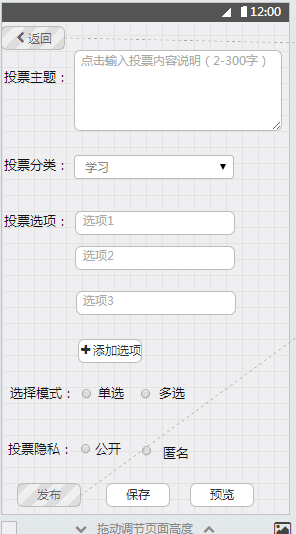 12:00
返回
投票主题： 点击输入投票内容说明（2-300字）
投票分类： 学习
投票选项： 选项1
选项2
选项3
添加选项
选择模式： 单选 多选
投票隐私： 公开 匿名
发布 保存 预览
拖动调节页面高度